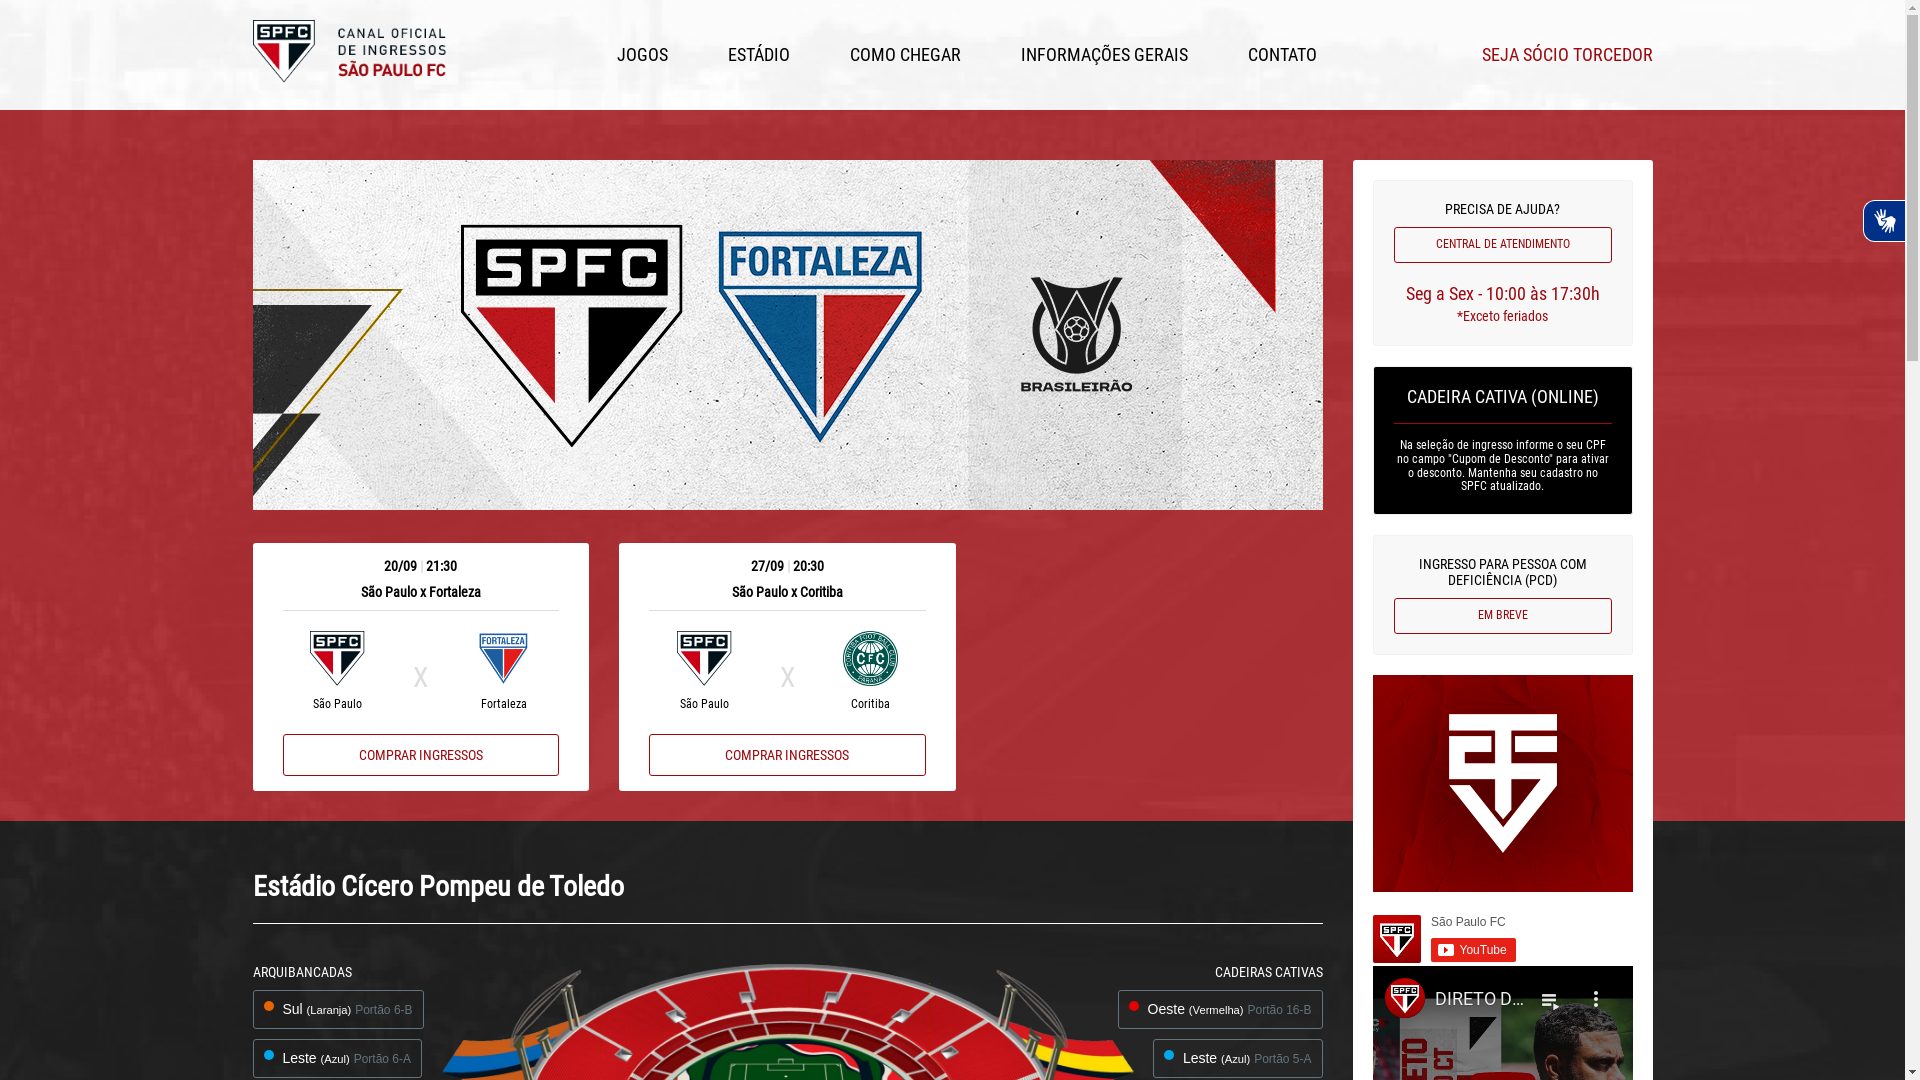 SPFC
CANAL OFICIAL
DE INGRESSOS
SÃO PAULO FC
JOGOS
ESTÁDIO
COMO CHEGAR
INFORMAÇÕES GERAIS
CONTATO
SEJA SÓCIO TORCEDOR
SPFC
FORTALEZA
BRASILEIRÃO
20/09 | 21:30
São Paulo x Fortaleza
SPFC
X
FORTALEZA
São Paulo
Fortaleza
COMPRAR INGRESSOS
27/09 | 20:30
São Paulo x Coritiba
SPFC
X
CFC
São Paulo
Coritiba
COMPRAR INGRESSOS
PRECISA DE AJUDA?
CENTRAL DE ATENDIMENTO
Seg a Sex - 10:00 às 17:30h
*Exceto feriados
CADEIRA CATIVA (ONLINE)
Na seleção de ingresso informe o seu CPF
no campo "Cupom de Desconto" para ativar
o desconto. Mantenha seu cadastro no
SPFC atualizado.
INGRESSO PARA PESSOA COM
DEFICIÊNCIA (PCD)
EM BREVE
SPFC
São Paulo FC
YouTube
SPFC
DIRETO D...
Estádio Cícero Pompeu de Toledo
ARQUIBANCADAS
Sul (Laranja) Portão 6-B
Leste (Azul) Portão 6-A
CADEIRAS CATIVAS
Oeste (Vermelha) Portão 16-B
Leste (Azul) Portão 5-A